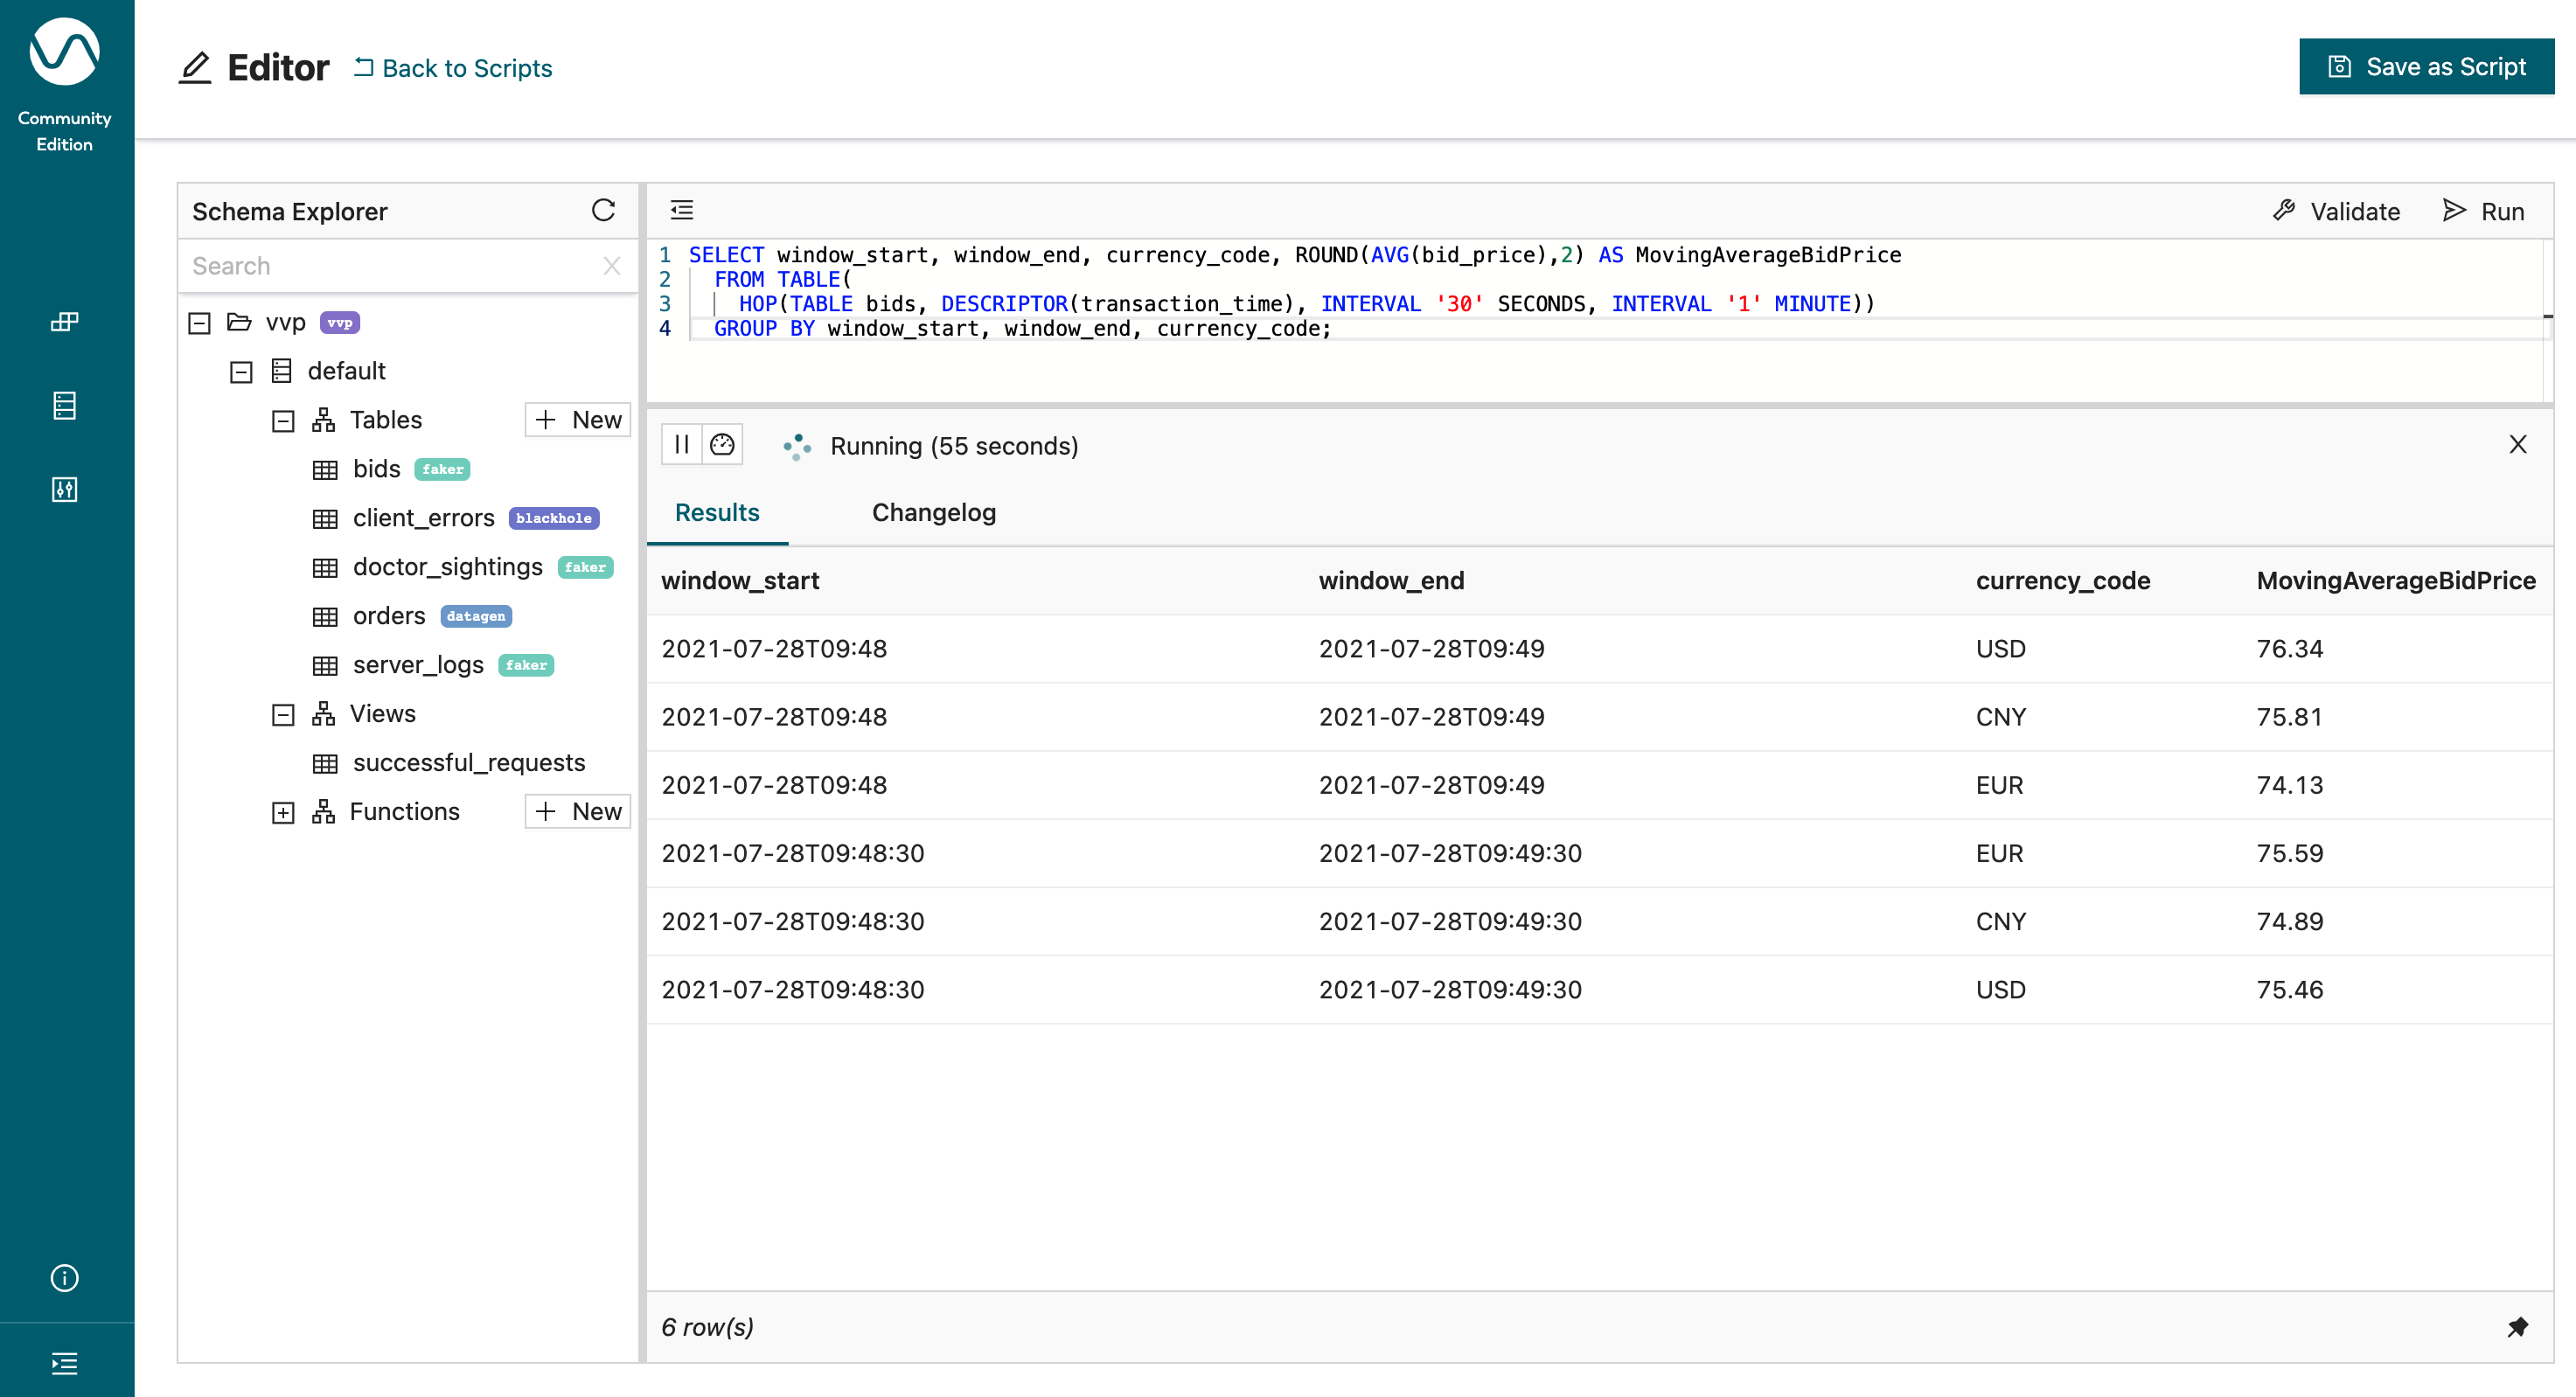 Community
Edition
Editor
Back to Scripts
Save as Script
Schema Explorer
Search
vvp vvp
default
Tables
New
bids faker
client_errors blackhole
doctor_sightings faker
orders datagen
server_logs faker
Views
successful_requests
Functions
New
Validate
Run
1 SELECT window_start, window_end, currency_code, ROUND(AVG(bid_price),2) AS MovingAverageBidPrice
2 FROM TABLE(
3 HOP(TABLE bids, DESCRIPTOR(transaction_time), INTERVAL '30' SECONDS, INTERVAL '1' MINUTE))
4 GROUP BY window_start, window_end, currency_code;
Running (55 seconds)
Results Changelog
window_start window_end currency_code MovingAverageBidPrice
2021-07-28T09:48 2021-07-28T09:49 USD 76.34
2021-07-28T09:48 2021-07-28T09:49 CNY 75.81
2021-07-28T09:48 2021-07-28T09:49 EUR 74.13
2021-07-28T09:48:30 2021-07-28T09:49:30 EUR 75.59
2021-07-28T09:48:30 2021-07-28T09:49:30 CNY 74.89
2021-07-28T09:48:30 2021-07-28T09:49:30 USD 75.46
6 row(s)